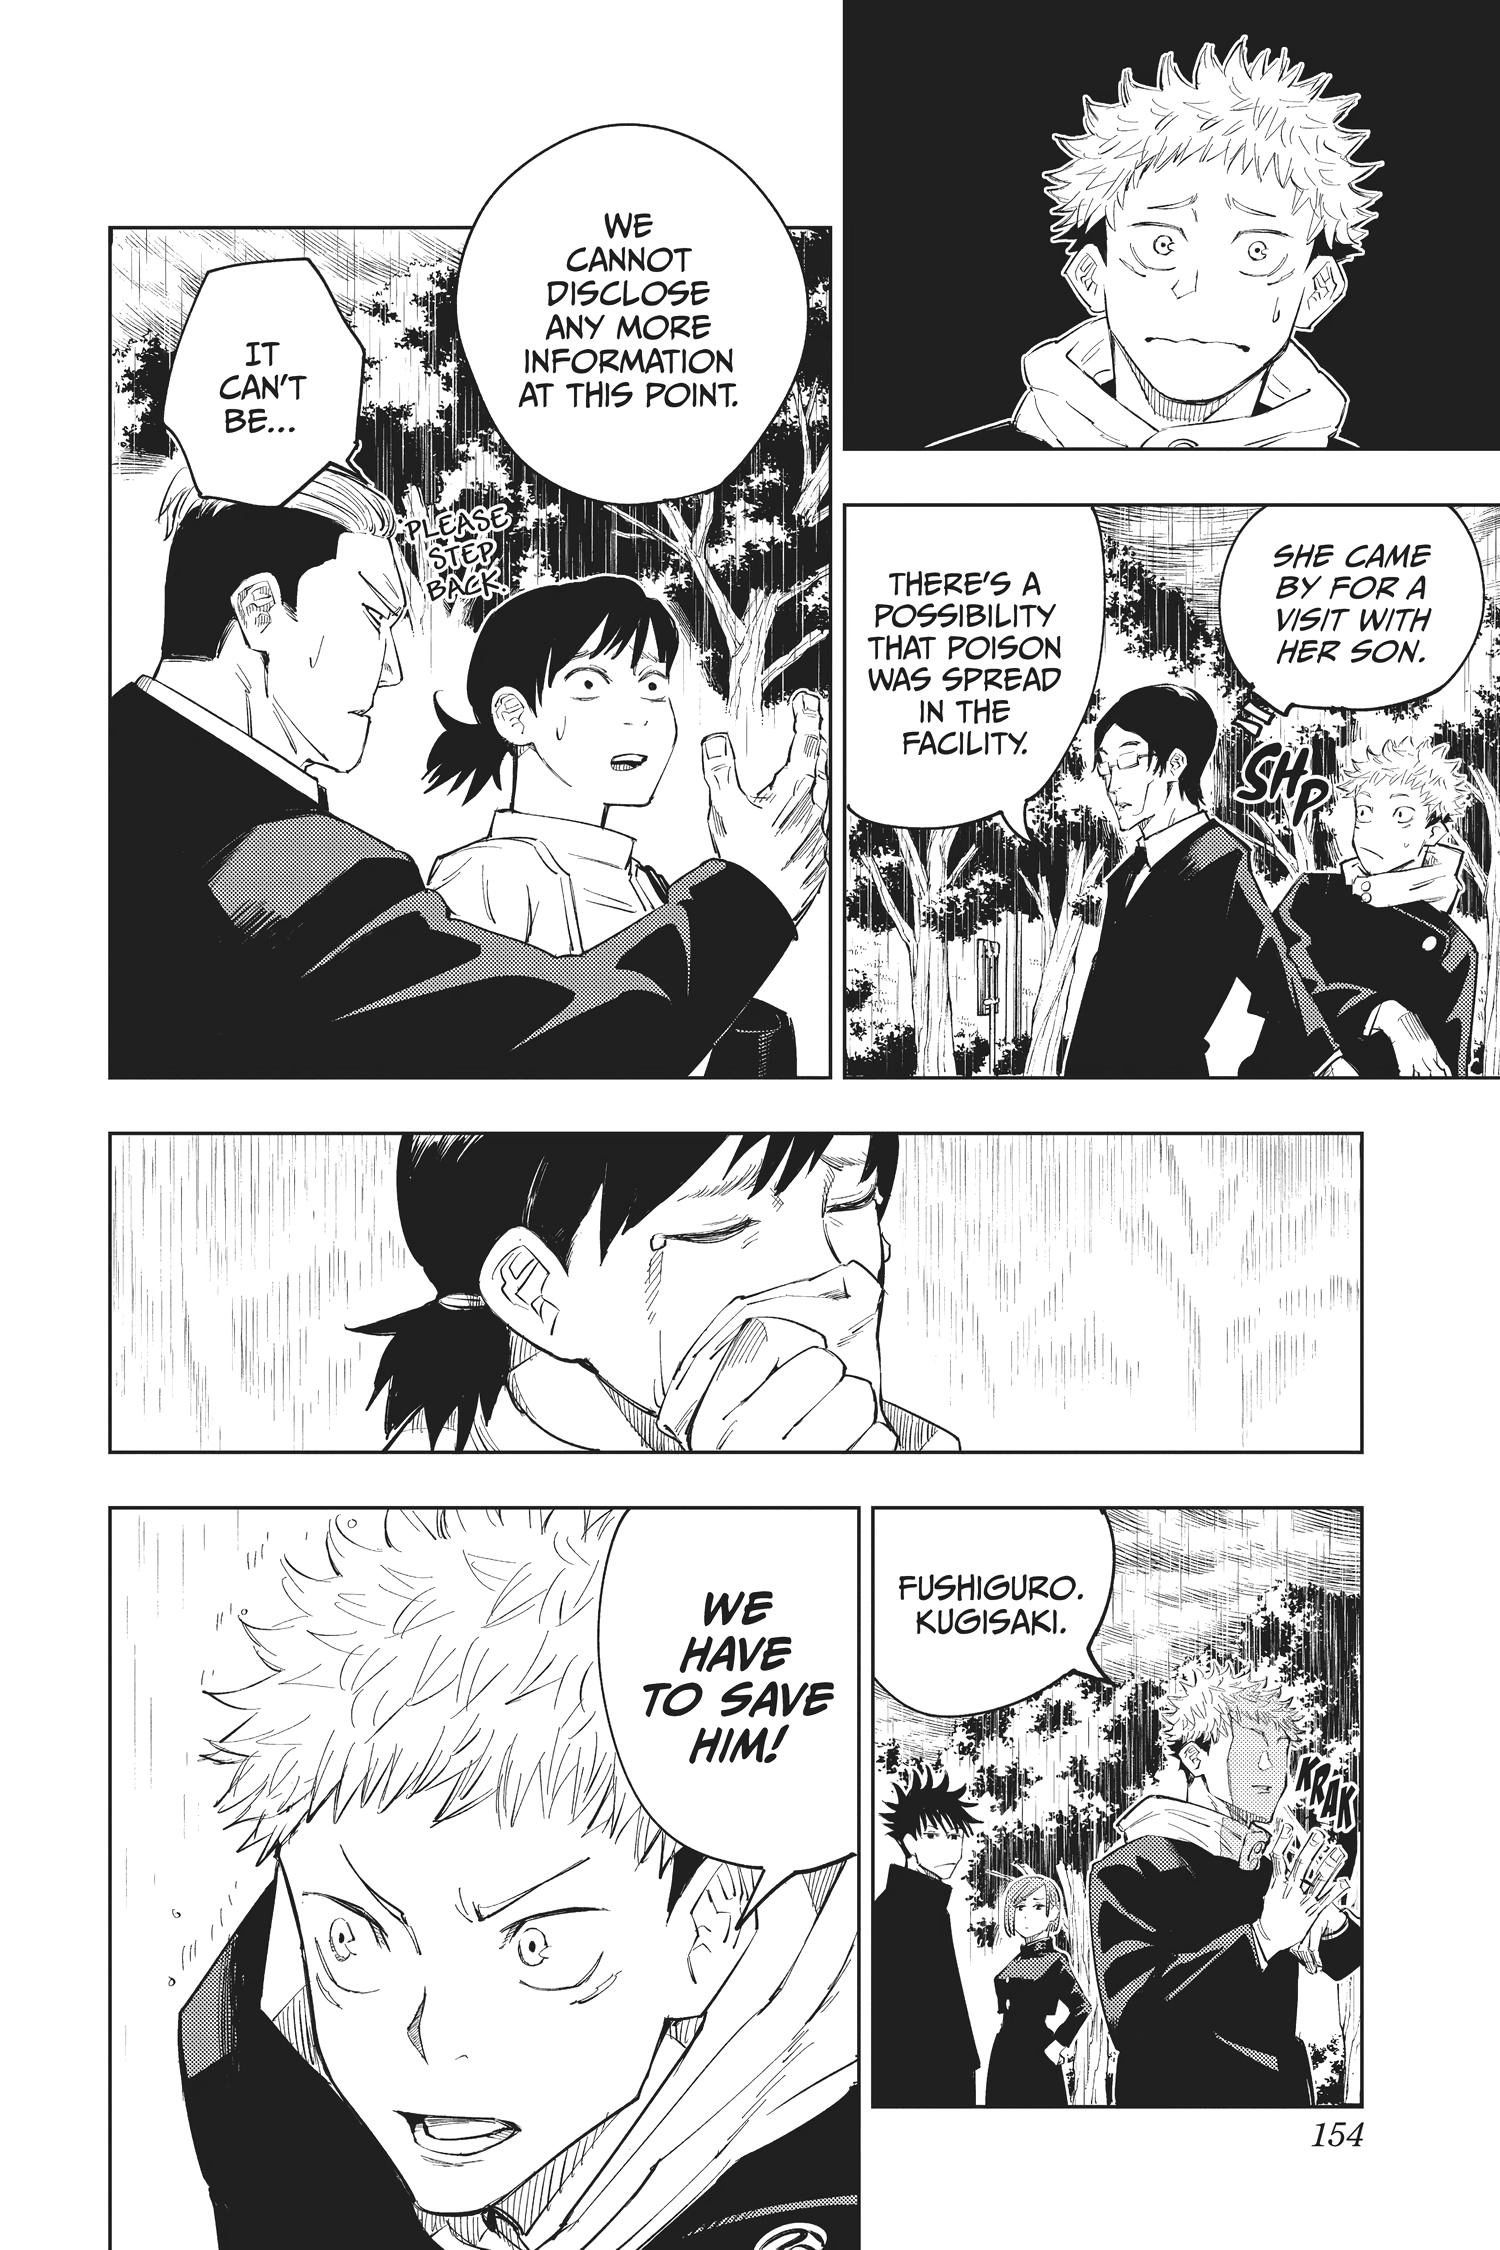 SHE CAME
BY FOR A
VISIT WITH
HER SON.
SHP
THERE'S A
POSSIBILITY
THAT POISON
WAS SPREAD
IN THE
FACILITY.
WE
CANNOT
DISCLOSE
ANY MORE
INFORMATION
AT THIS POINT.
PLEASE
STEP
BACK.
IT
CAN'T
BE...
FUSHIGURO.
KUGISAKI.
KRAK
WE
HAVE
TO SAVE
HIM!
154